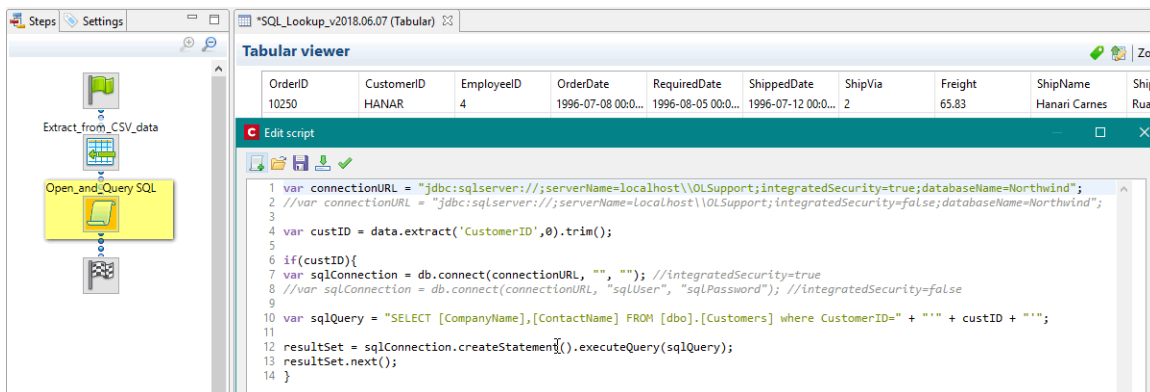 Steps Settings
*SQL_Lookup_v2018.06.07 (Tabular)
Tabular viewer
Zo
OrderID CustomerID EmployeeID OrderDate RequiredDate ShippedDate ShipVia Freight ShipName Shi
10250 HANAR 4 1996-07-08 00:0... 1996-08-05 00:0... 1996-07-12 00:0... 2 65.83 Hanari Carnes Rua
Extract_from_CSV_data
Open_and_Query SQL
C Edit script
1 var connectionURL = "jdbc:sqlserver://;serverName=localhost\\OLSupport;integratedSecurity=true;databaseName=Northwind";
2 //var connectionURL = "jdbc:sqlserver://;serverName=localhost\\OLSupport;integratedSecurity=false;databaseName=Northwind";
3
4 var custID = data.extract('CustomerID',0).trim();
5
6 if(custID){
7 var sqlConnection = db.connect(connectionURL, "", ""); //integratedSecurity=true
8 //var sqlConnection = db.connect(connectionURL, "sqlUser", "sqlPassword"); //integratedSecurity=false
9
10 var sqlQuery = "SELECT [CompanyName],[ContactName] FROM [dbo].[Customers] where CustomerID=" + "'" + custID + "'";
11
12 resultSet = sqlConnection.createStatement().executeQuery(sqlQuery);
13 resultSet.next();
14 }